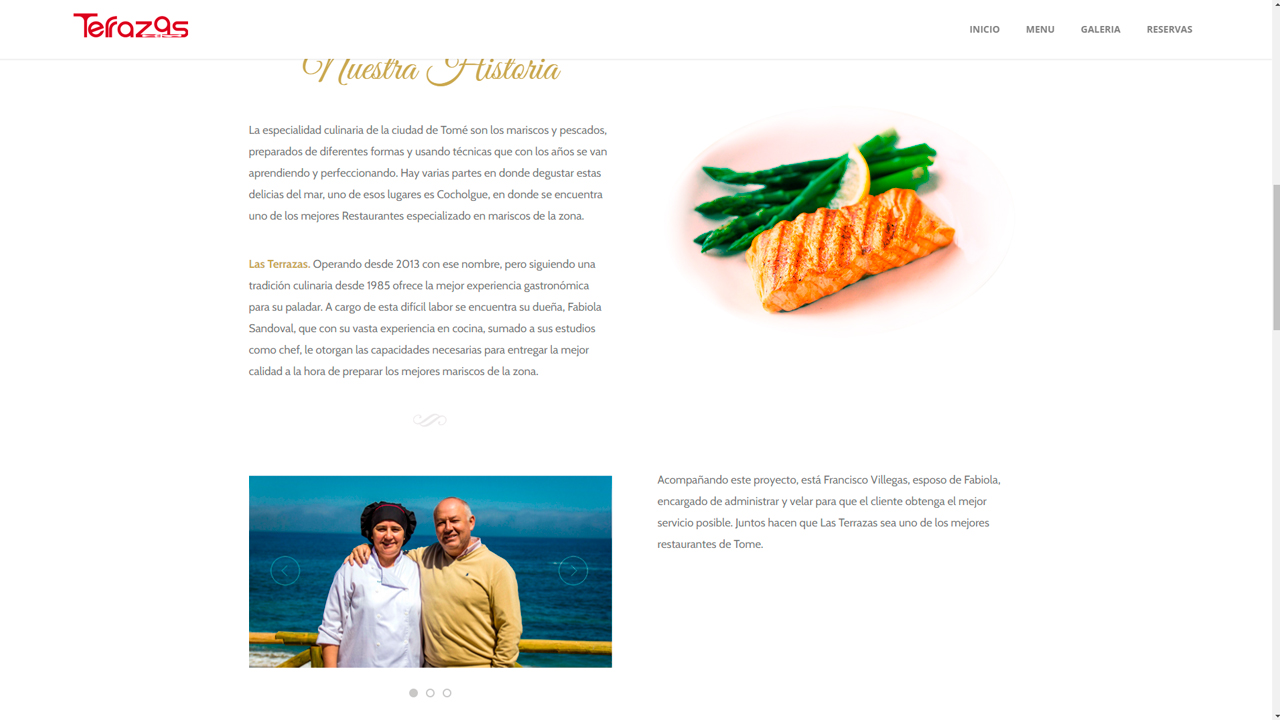 Terrazas
INICIO MENU GALERIA RESERVAS
Nuestra Historia
La especialidad culinaria de la ciudad de Tomé son los mariscos y pescados,
preparados de diferentes formas y usando técnicas que con los años se van
aprendiendo y perfeccionando. Hay varias partes en donde degustar estas
delicias del mar, uno de esos lugares es Cocholgue, en donde se encuentra
uno de los mejores Restaurantes especializado en mariscos de la zona.
Las Terrazas. Operando desde 2013 con ese nombre, pero siguiendo una
tradición culinaria desde 1985 ofrece la mejor experiencia gastronómica
para su paladar. A cargo de esta difícil labor se encuentra su dueña, Fabiola
Sandoval, que con su vasta experiencia en cocina, sumado a sus estudios
como chef, le otorgan las capacidades necesarias para entregar la mejor
calidad a la hora de preparar los mejores mariscos de la zona.
Acompañando este proyecto, está Francisco Villegas, esposo de Fabiola,
encargado de administrar y velar para que el cliente obtenga el mejor
servicio posible. Juntos hacen que Las Terrazas sea uno de los mejores
restaurantes de Tome.